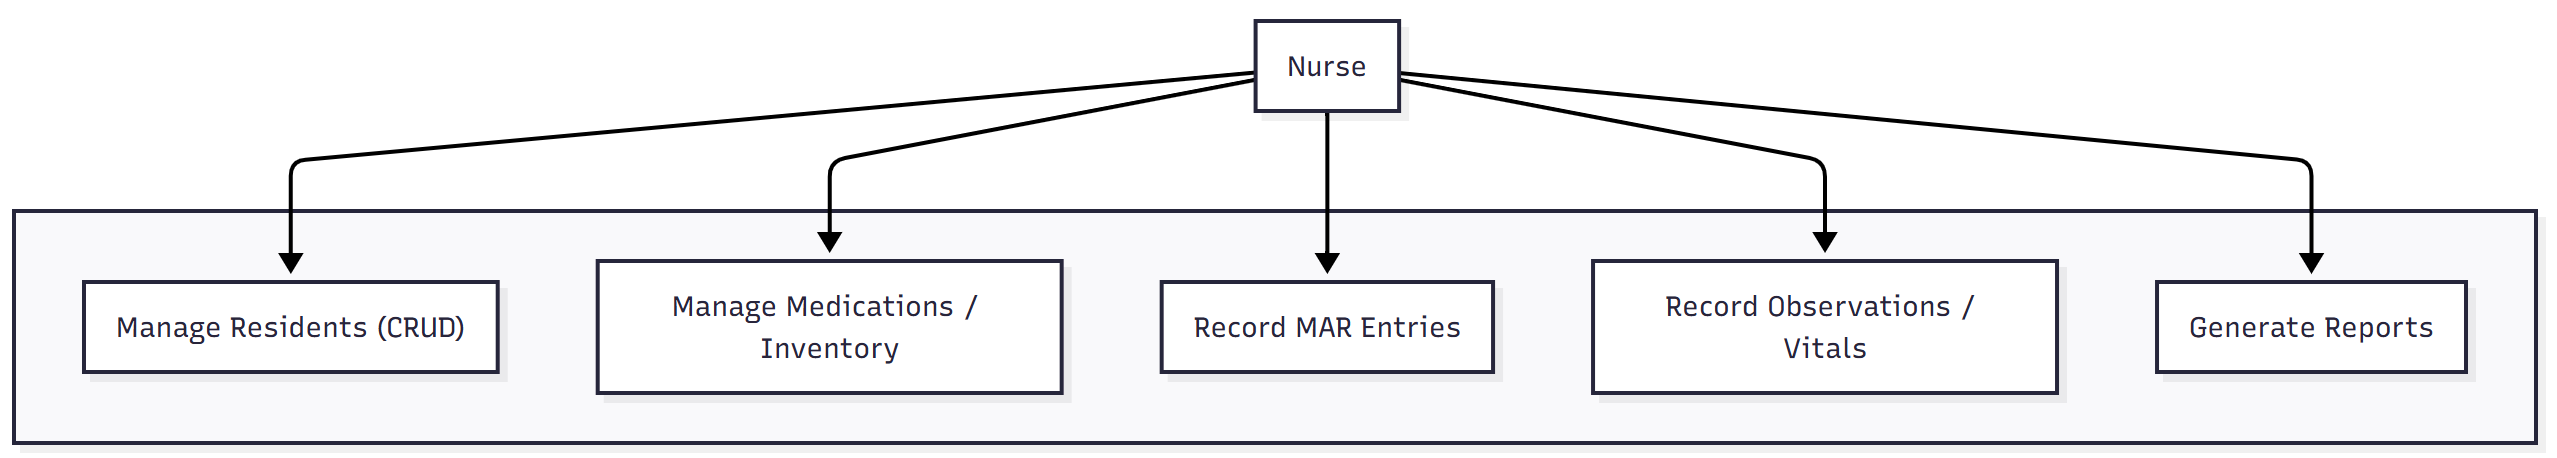 Nurse
Manage Residents (CRUD)
Manage Medications /
Inventory
Record MAR Entries
Record Observations /
Vitals
Generate Reports